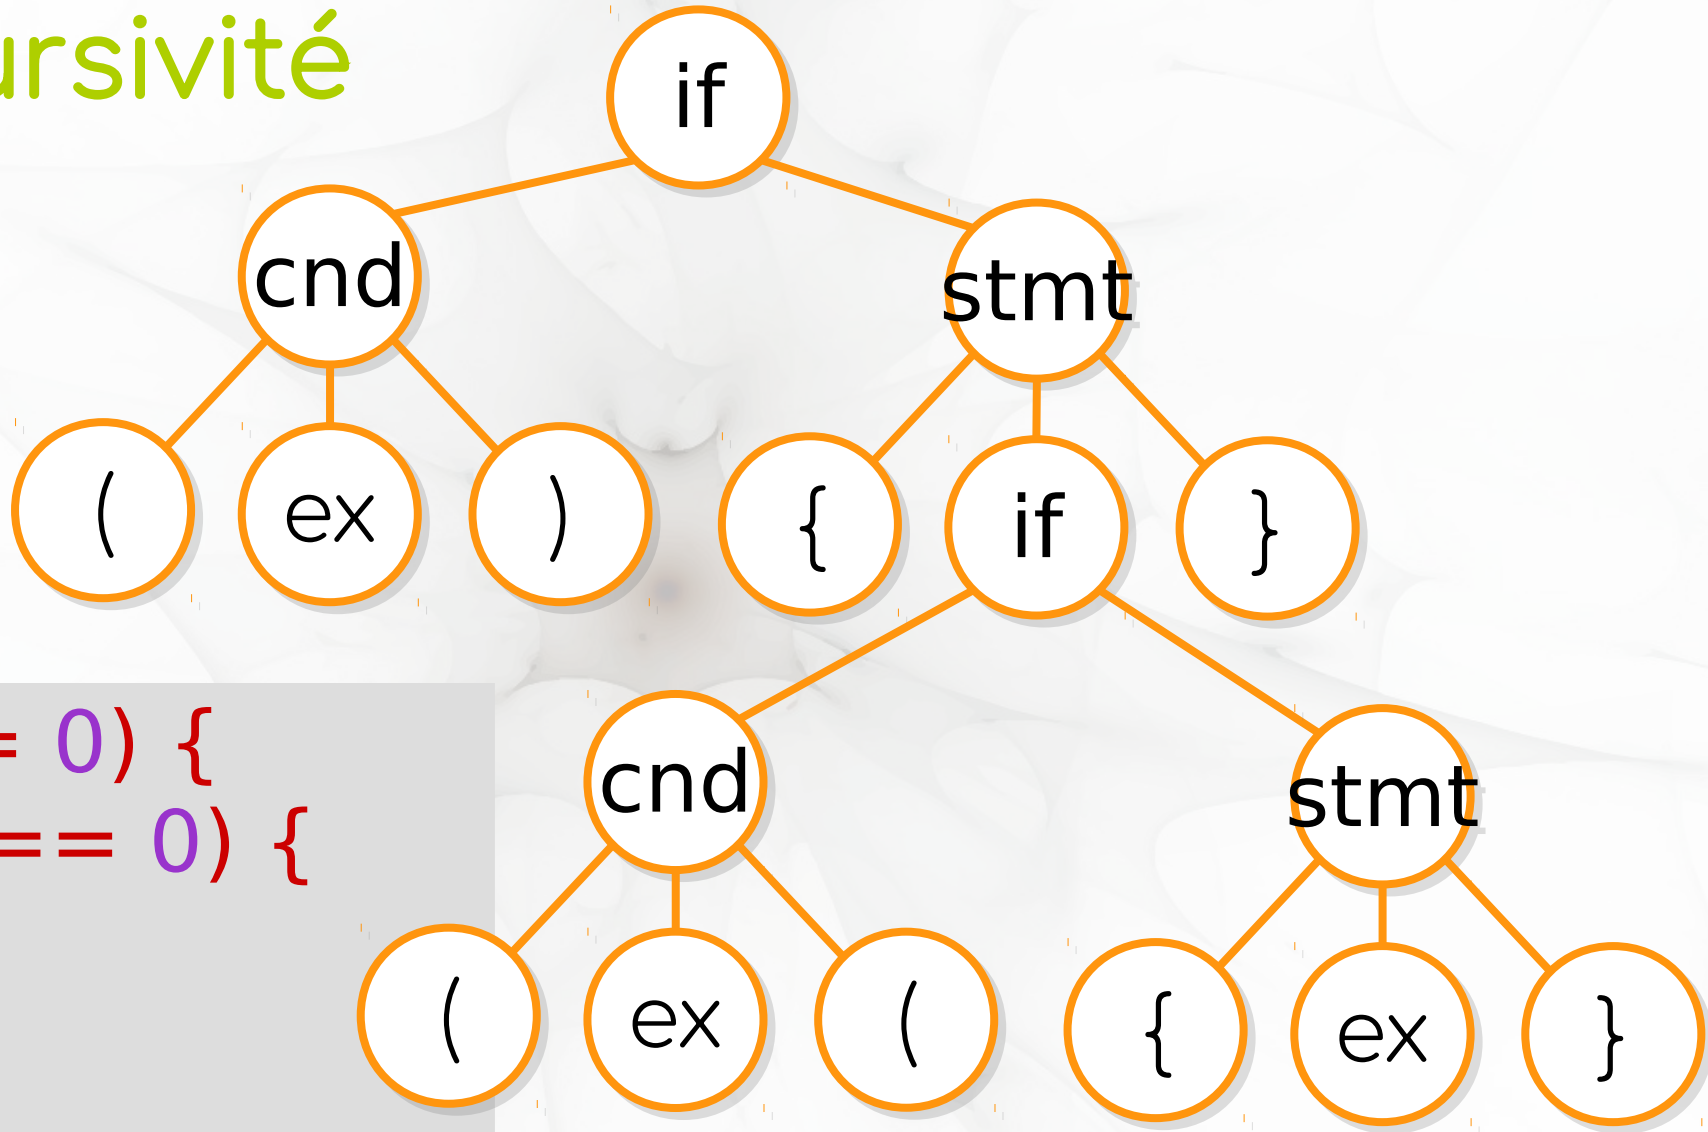 ursivité
if
cnd
stmt
(
ex
)
{
if
}
= 0) {
== 0) {
cnd
stmt
(
ex
(
{
ex
}